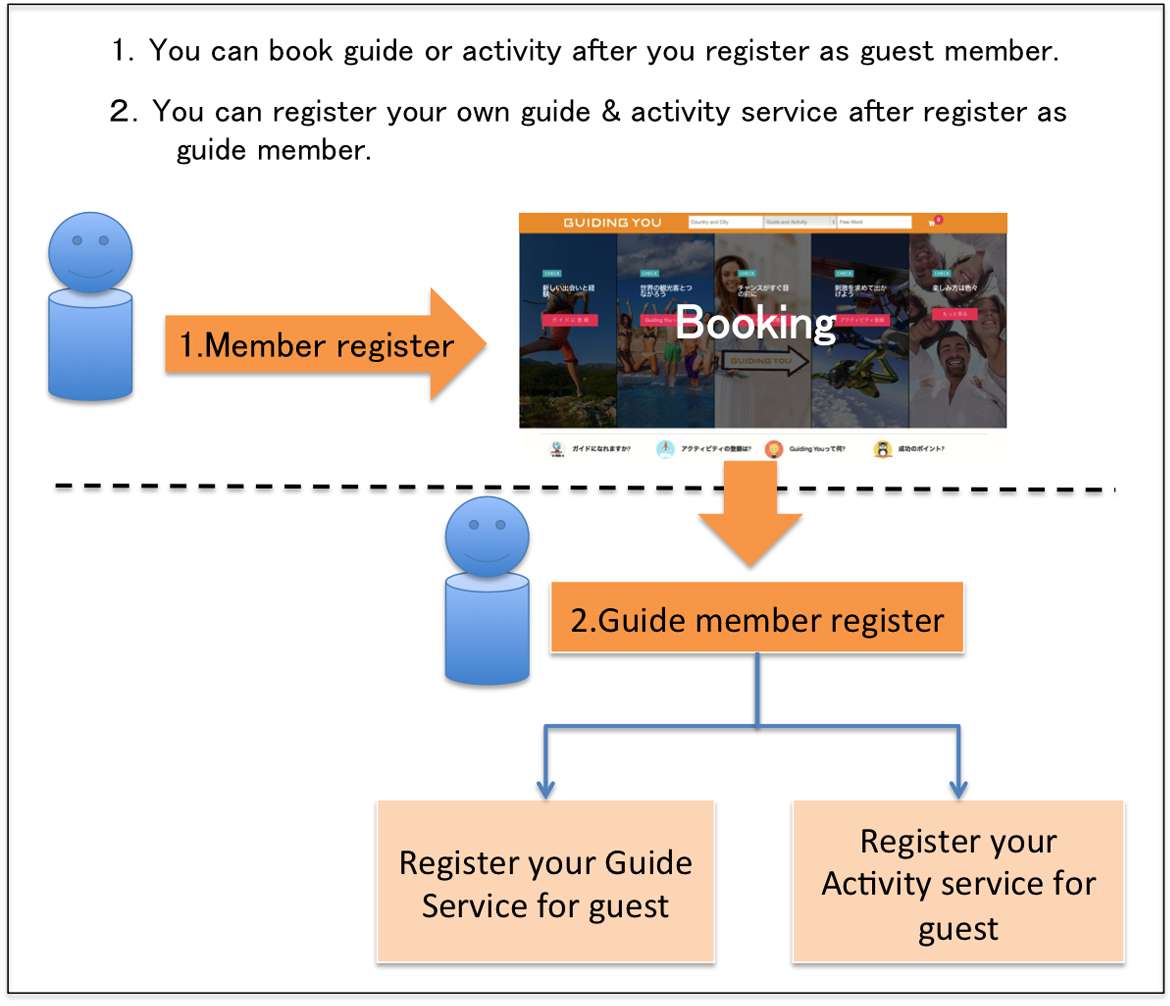 1. You can book guide or activity after you register as guest member.
2. You can register your own guide & activity service after register as
guide member.
GUIDING YOU
Country and City
Guide and Activity
Free Word
0
CHECK
CHECK
CHECK
CHECK
CHECK
新しい出会いと経
験
世界の観光客とつ
ながろう
チャンスがすぐ目
の前に
刺激を求めて出か
けよう
楽しみ方は色々
ガイドに登録
Guiding You
アクティビティ登録
もっと見る
Booking
GUIDING YOU
1.Member register
ガイドになれますか?
アクティビティの登録は?
Guiding Youって何?
成功のポイント?
2.Guide member register
Register your Guide
Service for guest
Register your
Activity service for
guest